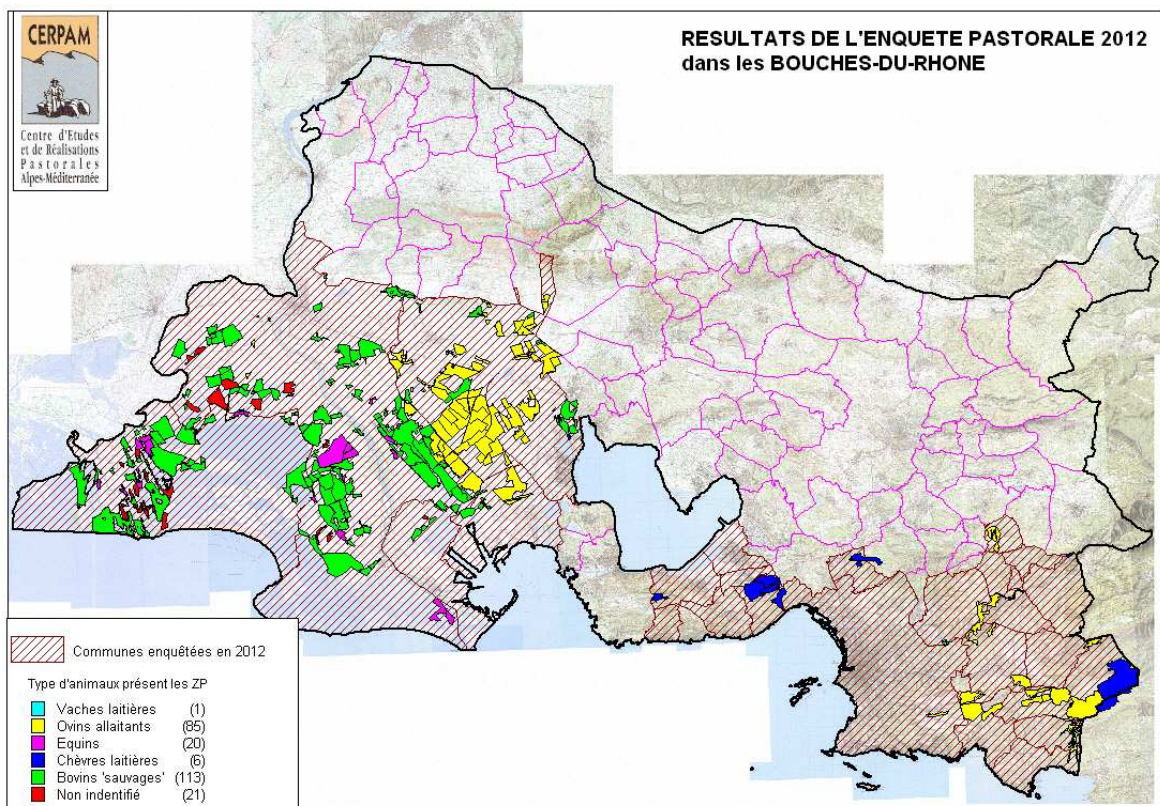 CERPAM
Centre d'Etudes
et de Réalisations
Pastorales
Alpes-Méditerranée
RESULTATS DE L'ENQUETE PASTORALE 2012
dans les BOUCHES-DU-RHONE
Communes enquêtées en 2012
Type d'animaux présent les ZP
Vaches laitières (1)
Ovins allaitants (85)
Equins (20)
Chèvres laitières (6)
Bovins 'sauvages' (113)
Non indentifié (21)